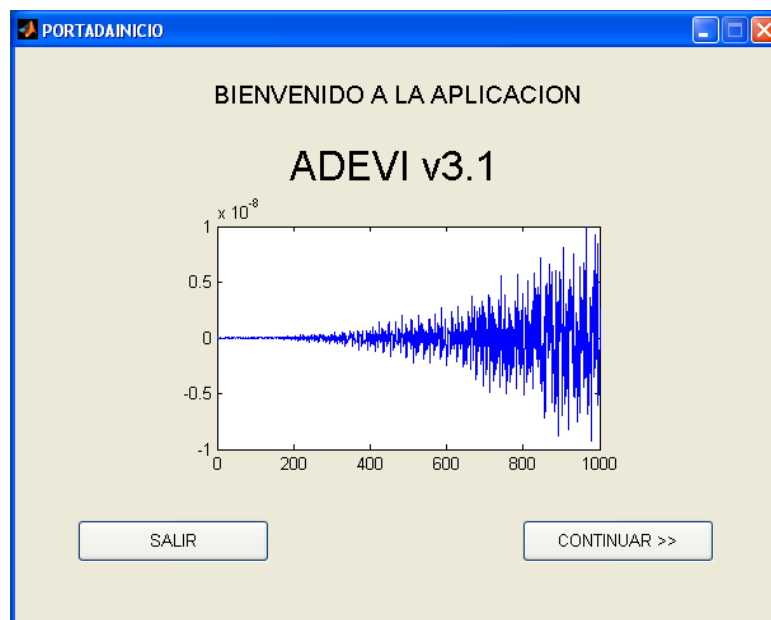 PORTADAINICIO
BIENVENIDO A LA APLICACION
ADEVI v3.1
x 10^-8
1
0.5
0
-0.5
-1
0 200 400 600 800 1000
SALIR
CONTINUAR >>